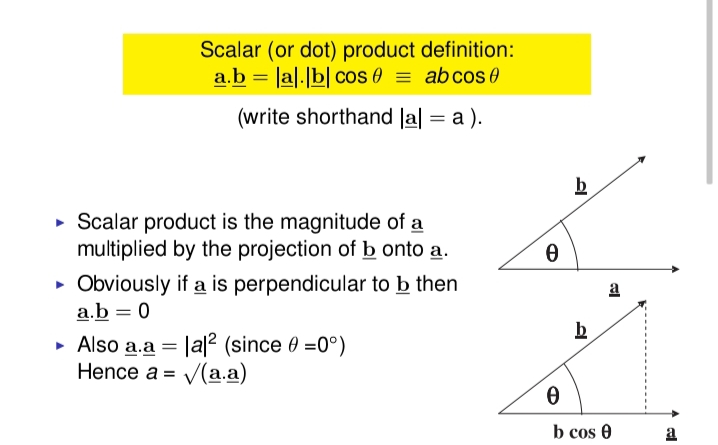 Scalar (or dot) product definition:
a.b = |a|.|b| cos θ ≡ ab cos θ
(write shorthand |a| = a ).
▸ Scalar product is the magnitude of a
multiplied by the projection of b onto a.
▸ Obviously if a is perpendicular to b then
a.b = 0
▸ Also a.a = |a|² (since θ =0°)
Hence a = √(a.a)
b
θ
a
b
θ
b cos θ
a